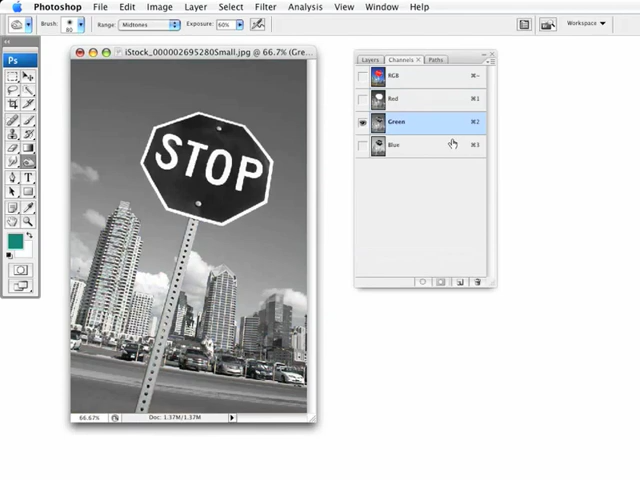 Photoshop File Edit Image Layer Select Filter Analysis View Window Help
Brush: 80 Range: Midtones Exposure: 60% Workspace
iStock_000002695280Small.jpg @ 66.7% (Gre...
Ps
STOP
66.67% Doc: 1.37M/1.37M
Layers Channels × Paths
RGB ⌘~
Red ⌘1
Green ⌘2
Blue ⌘3